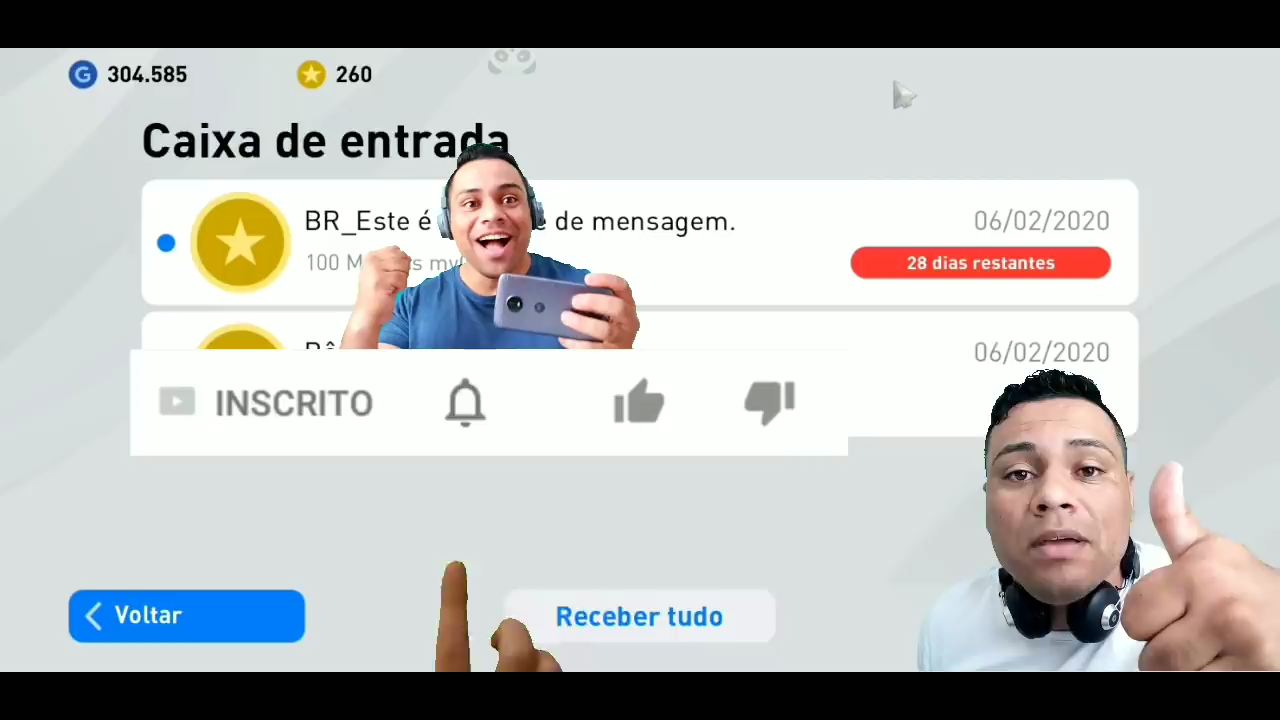 304.585
260
Caixa de entrada
BR_Este é de mensagem.
06/02/2020
100
28 dias restantes
06/02/2020
INSCRITO
Voltar
Receber tudo